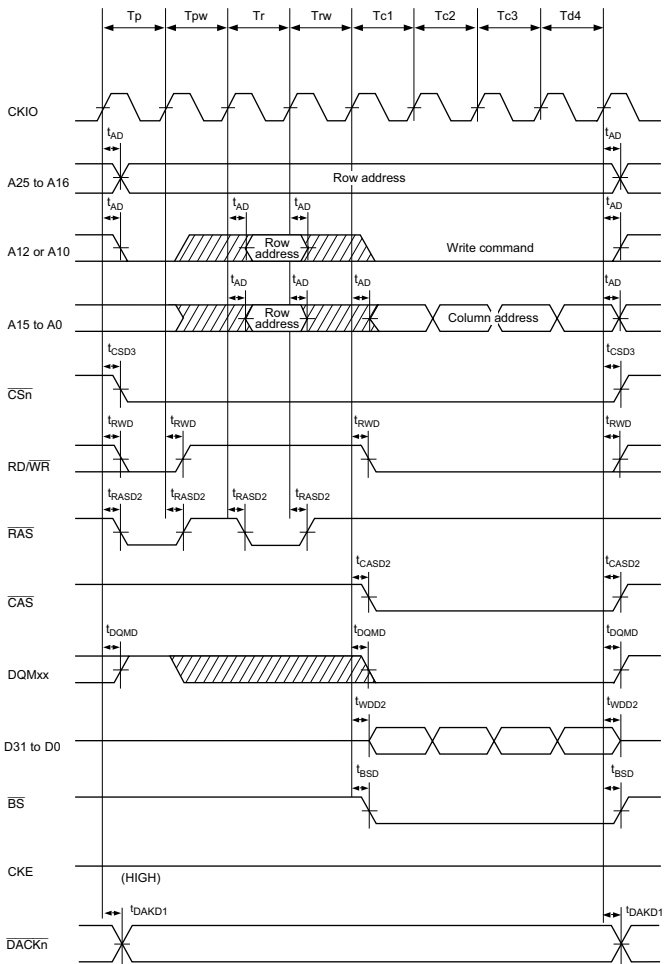 Tp Tpw Tr Trw Tc1 Tc2 Tc3 Td4
CKIO
tAD tAD
A25 to A16 Row address
tAD tAD tAD tAD
A12 or A10 Row address Write command
tAD tAD tAD tAD
A15 to A0 Row address Column address
tCSD3 tCSD3
CSn
tRWD tRWD tRWD tRWD
RD/WR
tRASD2 tRASD2 tRASD2 tRASD2
RAS
tCASD2 tCASD2
CAS
tDQMD tDQMD tDQMD
DQMxx
tWDD2 tWDD2
D31 to D0
tBSD tBSD
BS
CKE
(HIGH)
tDAKD1 tDAKD1
DACKn